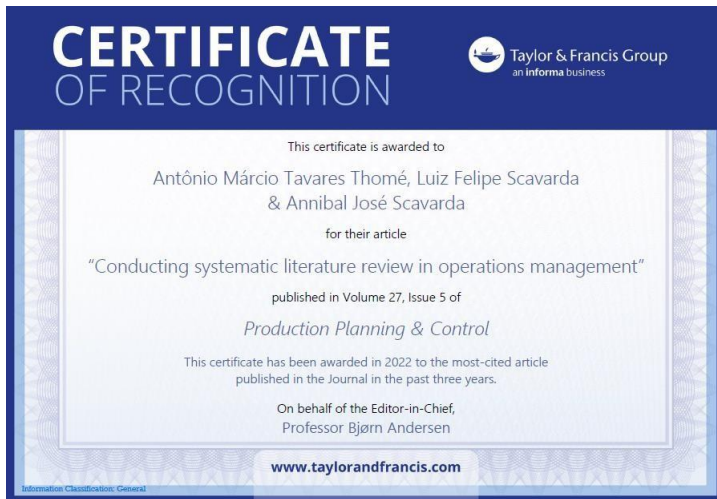 CERTIFICATE
OF RECOGNITION
Taylor & Francis Group
an informa business
This certificate is awarded to
Antônio Márcio Tavares Thomé, Luiz Felipe Scavarda
& Annibal José Scavarda
for their article
“Conducting systematic literature review in operations management”
published in Volume 27, Issue 5 of
Production Planning & Control
This certificate has been awarded in 2022 to the most-cited article
published in the Journal in the past three years.
On behalf of the Editor-in-Chief,
Professor Bjørn Andersen
www.taylorandfrancis.com
Information Classification: General